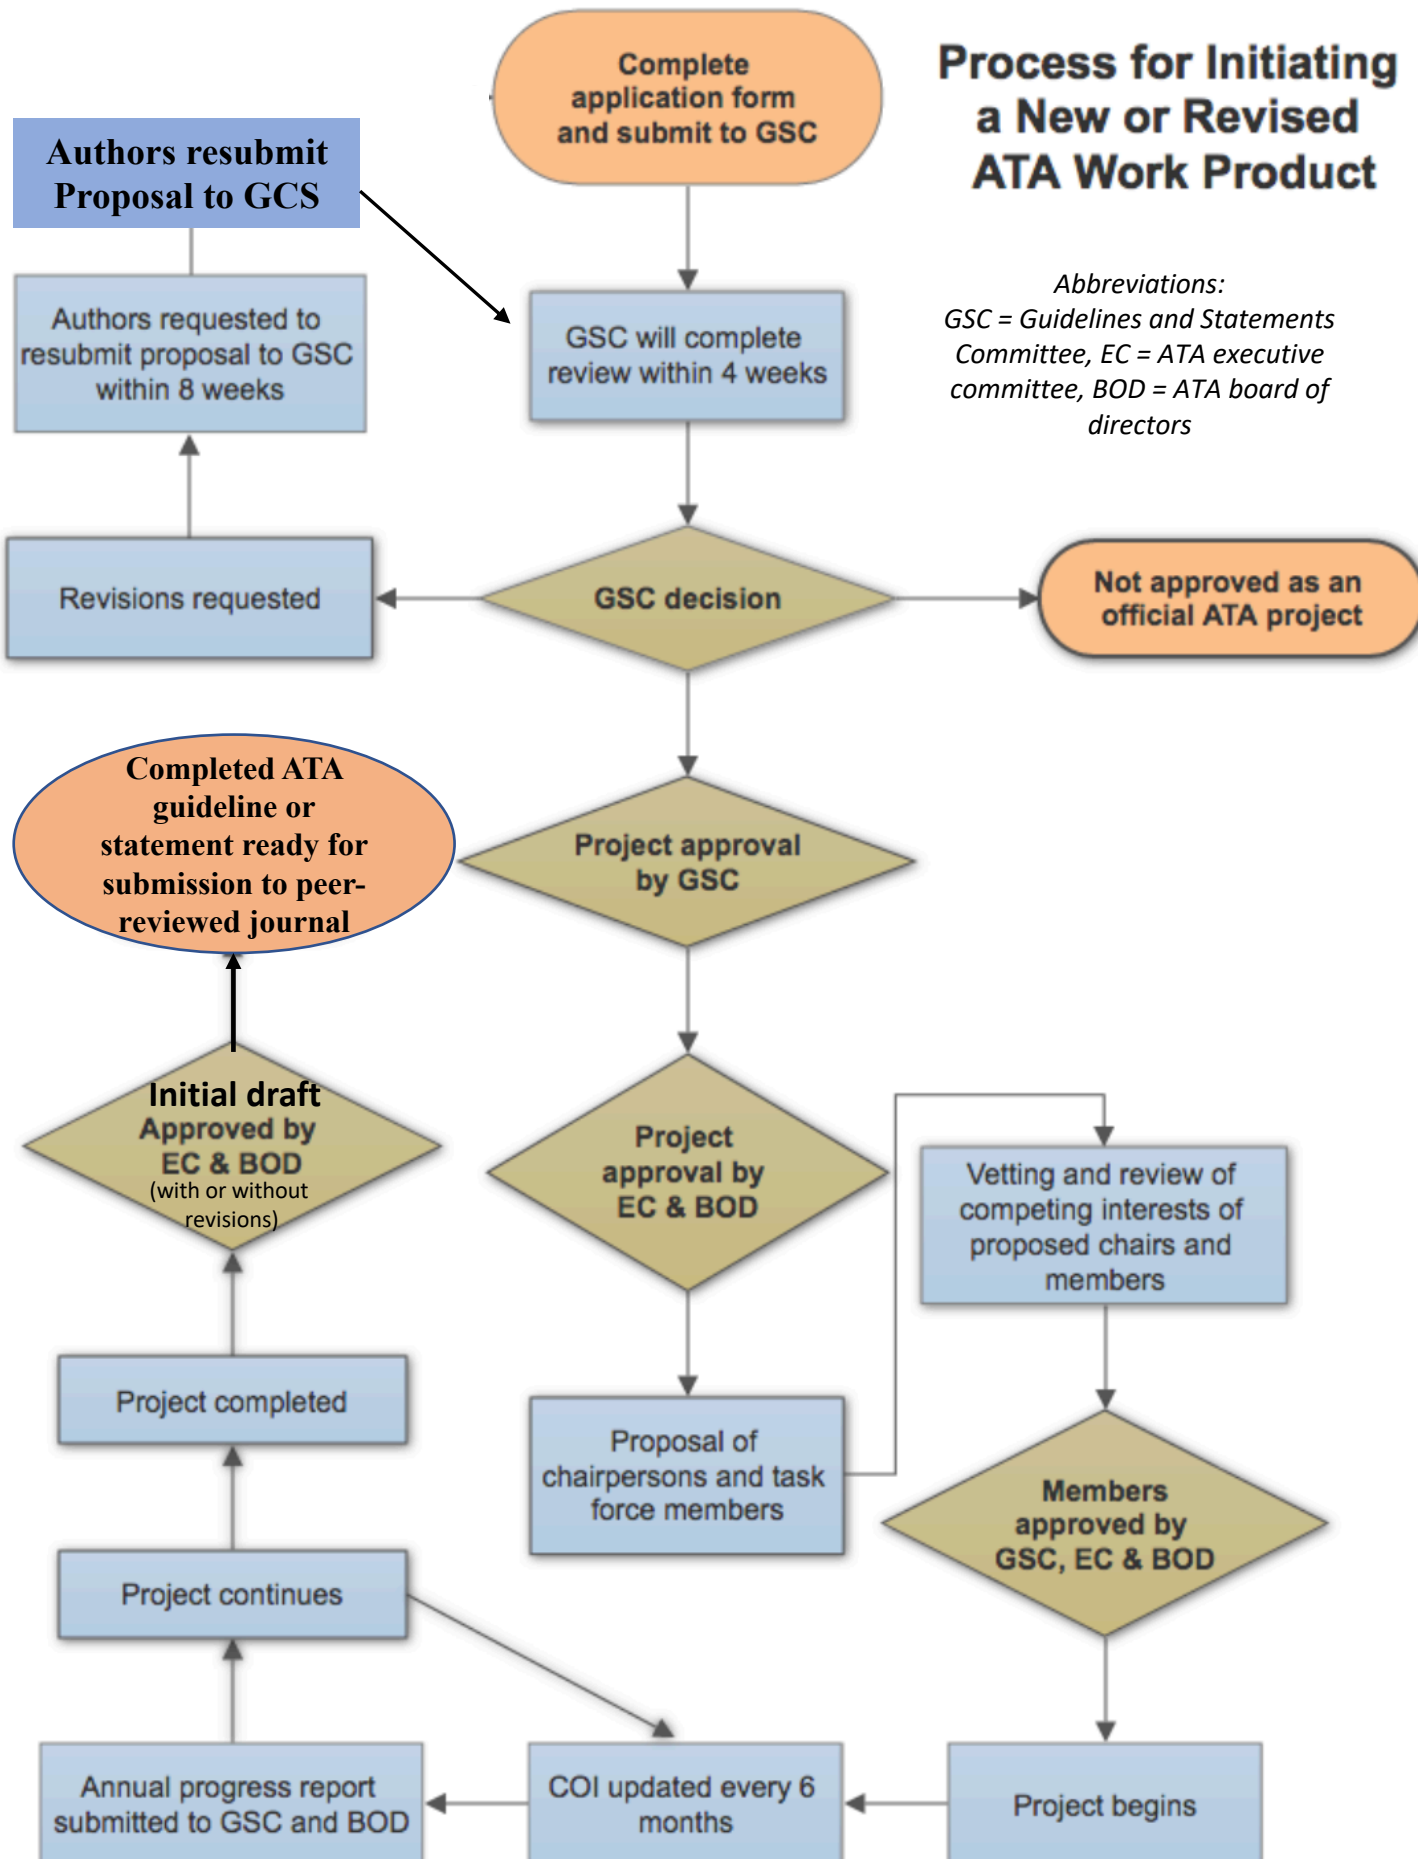 Complete
application form
and submit to GSC
Process for Initiating
a New or Revised
ATA Work Product
Authors resubmit
Proposal to GCS
Abbreviations:
GSC = Guidelines and Statements
Committee, EC = ATA executive
committee, BOD = ATA board of
directors
Authors requested to
resubmit proposal to GSC
within 8 weeks
GSC will complete
review within 4 weeks
Revisions requested
GSC decision
Not approved as an
official ATA project
Completed ATA
guideline or
statement ready for
submission to peer-
reviewed journal
Project approval
by GSC
Initial draft
Approved by
EC & BOD
(with or without
revisions)
Project
approval by
EC & BOD
Vetting and review of
competing interests of
proposed chairs and
members
Project completed
Proposal of
chairpersons and task
force members
Members
approved by
GSC, EC & BOD
Project continues
Annual progress report
submitted to GSC and BOD
COI updated every 6
months
Project begins